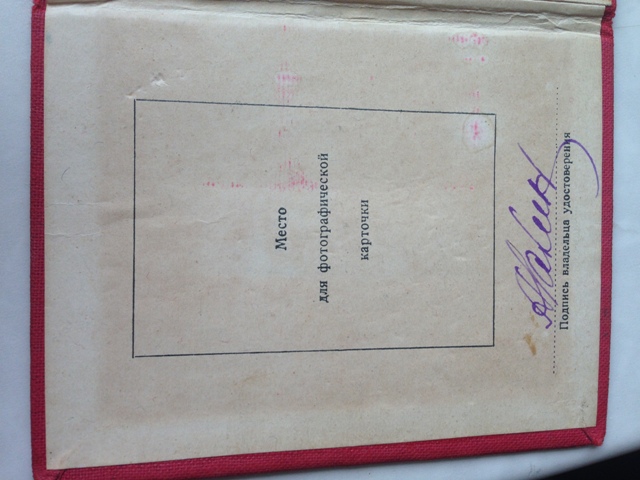 Место
для фотографической
карточки
Подпись владельца удостоверения